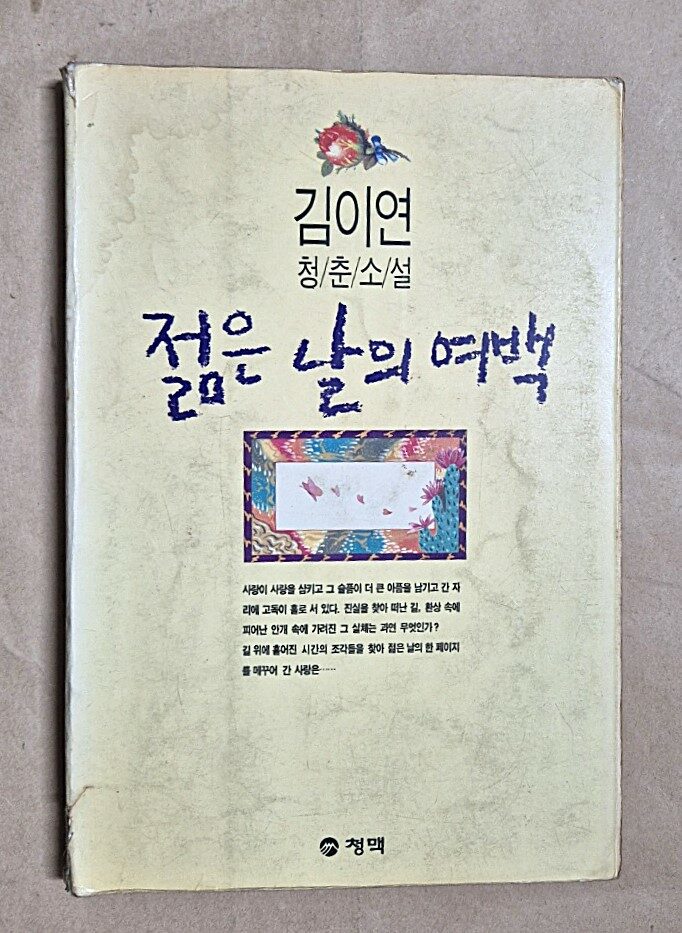 김이연
청/춘/소/설
젊은 날의 여백
사랑이 사랑을 삼키고 그 슬픔이 더 큰 아픔을 남기고 간 자
리에 고독이 홀로 서 있다. 진실을 찾아 떠난 길, 환상 속에
피어난 안개 속에 가려진 그 실체는 과연 무엇인가?
길 위에 흩어진 시간의 조각들을 찾아 젊은 날의 한 페이지
를 메꾸어 간 사랑은……
청맥